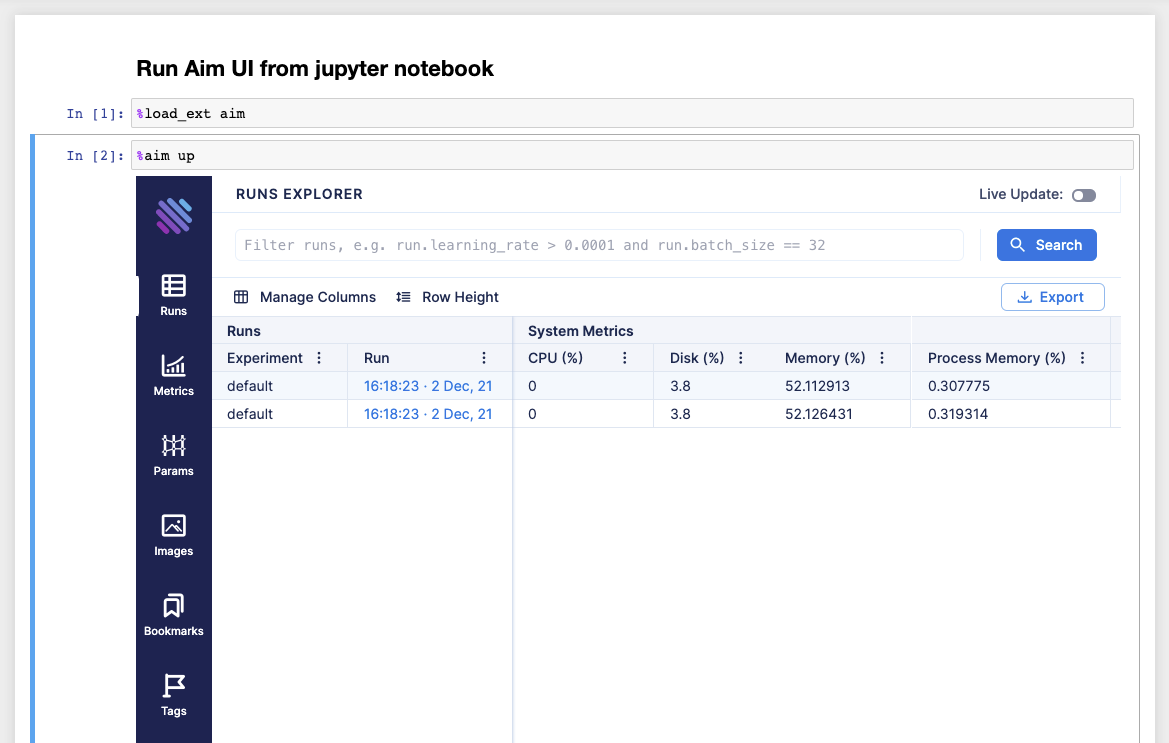 Run Aim UI from jupyter notebook
In [1]: %load_ext aim
In [2]: %aim up
RUNS EXPLORER Live Update:
Filter runs, e.g. run.learning_rate > 0.0001 and run.batch_size == 32 Search
Runs
Manage Columns Row Height Export
Runs System Metrics
Experiment Run CPU (%) Disk (%) Memory (%) Process Memory (%)
default 16:18:23 · 2 Dec, 21 0 3.8 52.112913 0.307775
default 16:18:23 · 2 Dec, 21 0 3.8 52.126431 0.319314
Metrics
Params
Images
Bookmarks
Tags